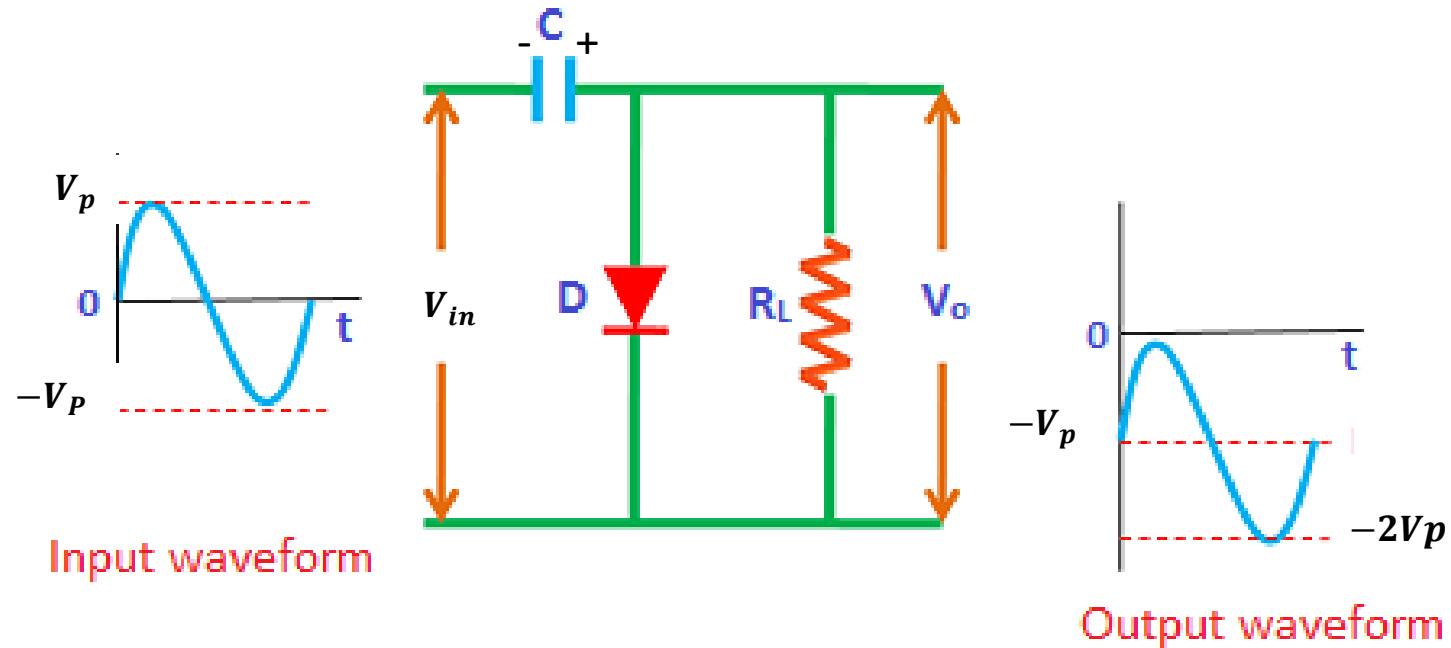 - C +
V_p
0
t
−V_P
Input waveform
V_in
D
R_L
V_o
0
t
−V_p
−2Vp
Output waveform